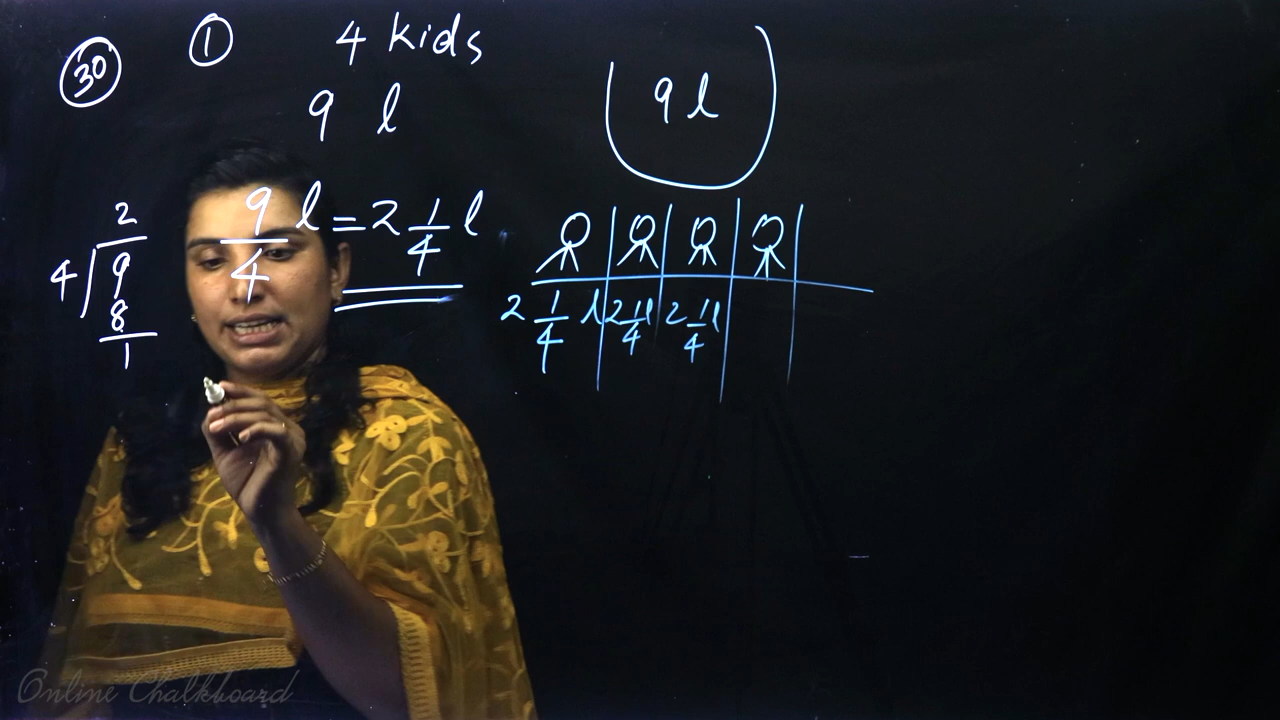 30
1
4 kids
9 l
9 l
9/4 l = 2 1/4 l
2
4 9
8
1
2 1/4 l 2 1/4 l 2 1/4 l
Online Chalkboard